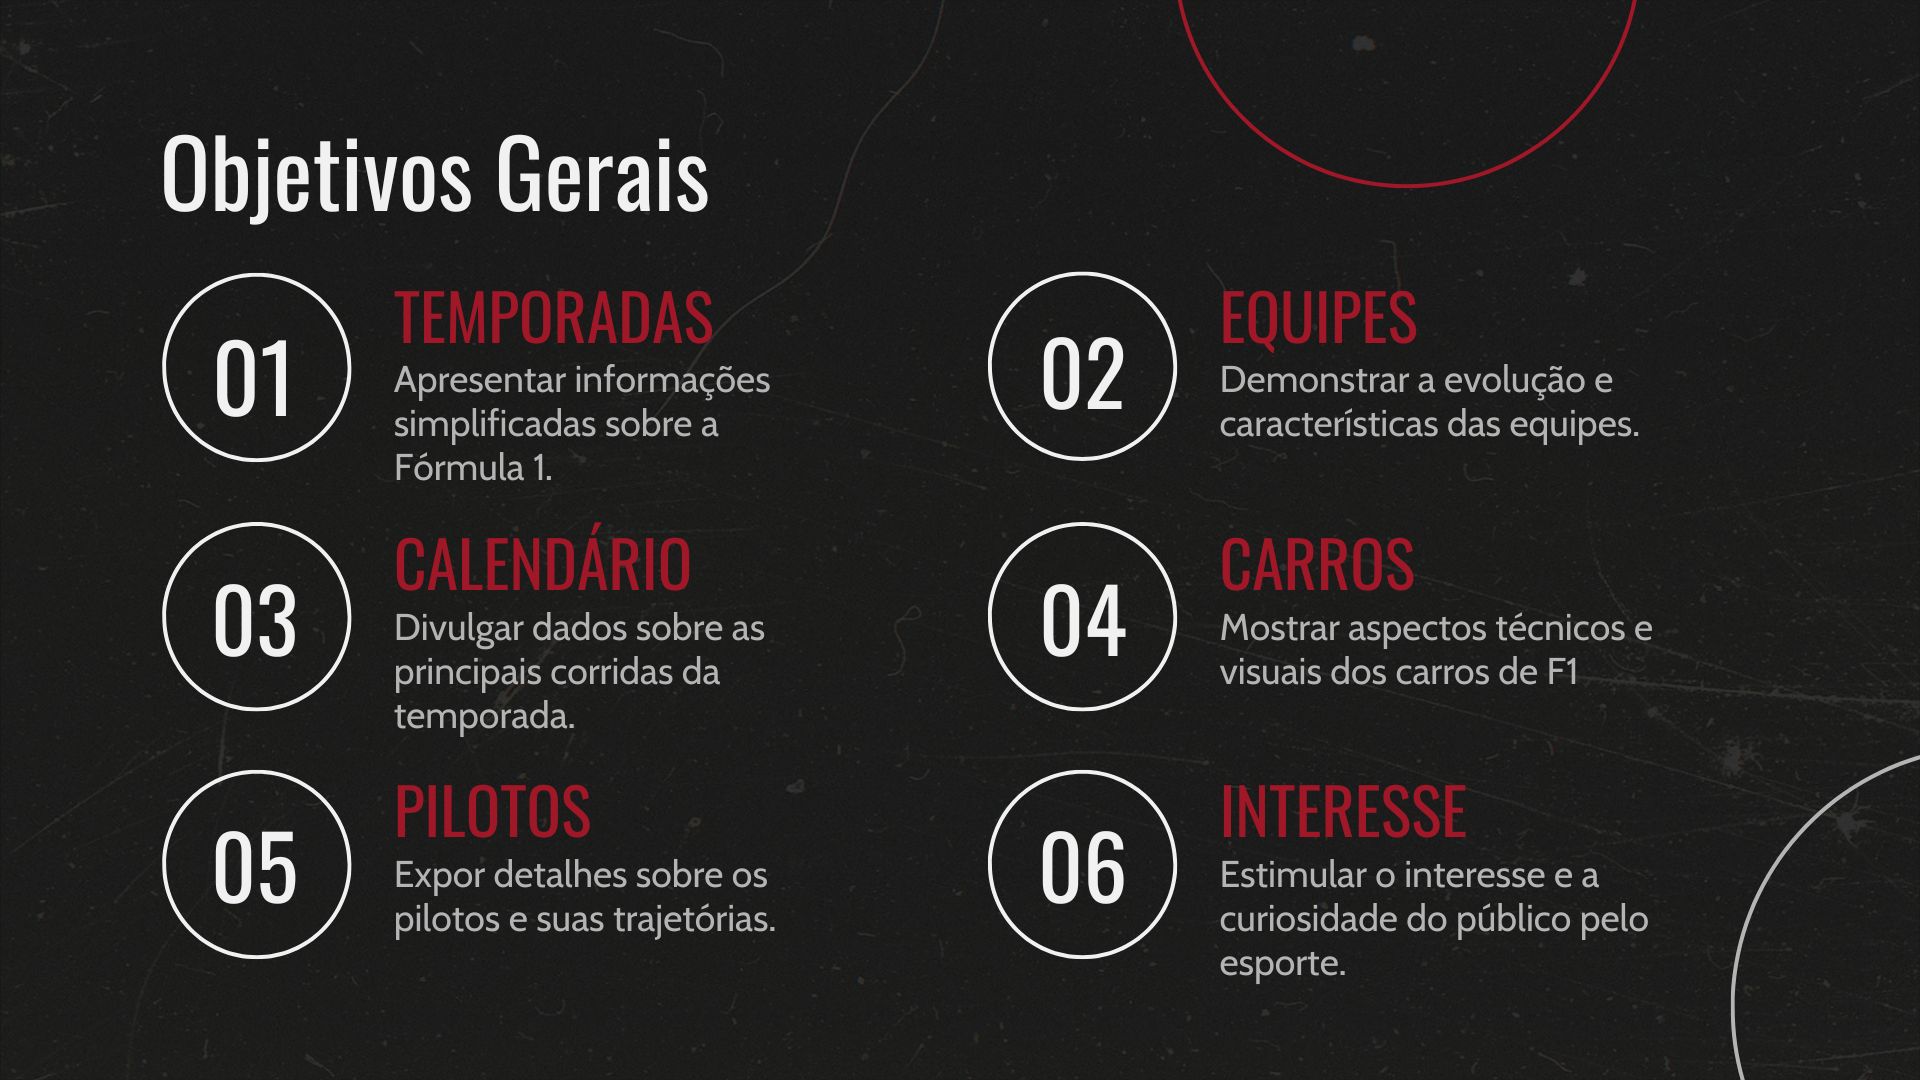 Objetivos Gerais
01
TEMPORADAS
Apresentar informações
simplificadas sobre a
Fórmula 1.
02
EQUIPES
Demonstrar a evolução e
características das equipes.
03
CALENDÁRIO
Divulgar dados sobre as
principais corridas da
temporada.
04
CARROS
Mostrar aspectos técnicos e
visuais dos carros de F1
05
PILOTOS
Expor detalhes sobre os
pilotos e suas trajetórias.
06
INTERESSE
Estimular o interesse e a
curiosidade do público pelo
esporte.